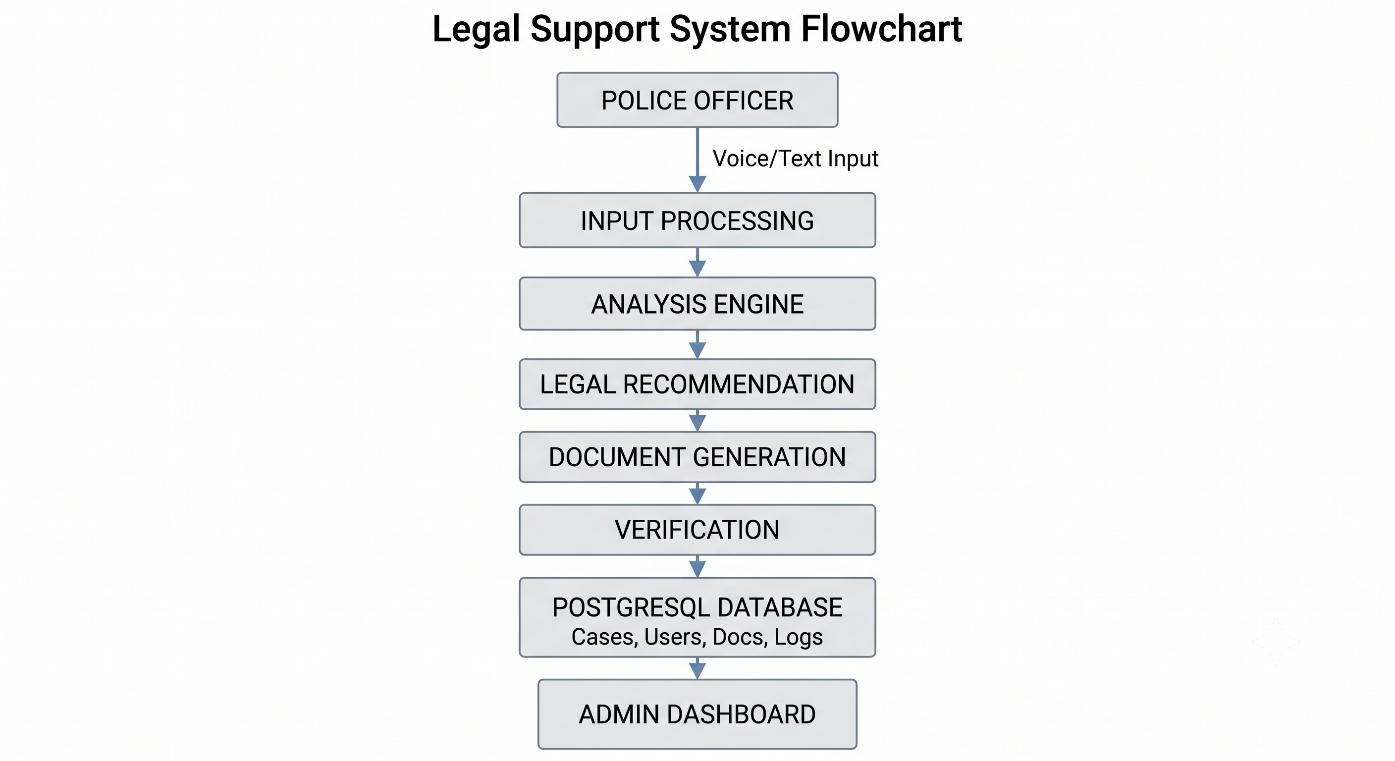 Legal Support System Flowchart
POLICE OFFICER
Voice/Text Input
INPUT PROCESSING
ANALYSIS ENGINE
LEGAL RECOMMENDATION
DOCUMENT GENERATION
VERIFICATION
POSTGRESQL DATABASE
Cases, Users, Docs, Logs
ADMIN DASHBOARD